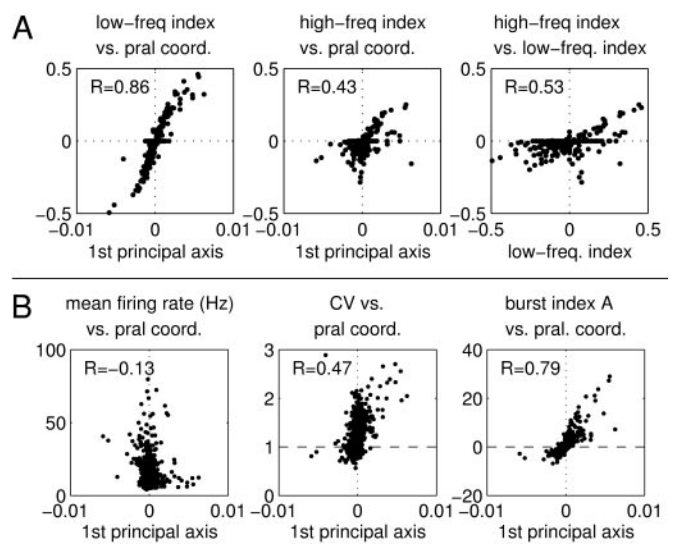 A
low-freq index
vs. pral coord.
high-freq index
vs. pral coord.
high-freq index
vs. low-freq. index
0.5
0
-0.5
R=0.86
-0.01
0
0.01
1st principal axis
0.5
0
-0.5
R=0.43
-0.01
0
0.01
1st principal axis
0.5
0
-0.5
R=0.53
-0.5
0
0.5
low-freq. index
B
mean firing rate (Hz)
vs. pral coord.
CV vs.
pral coord.
burst index A
vs. pral. coord.
100
50
0
R=-0.13
-0.01
0
0.01
1st principal axis
3
2
1
0
R=0.47
-0.01
0
0.01
1st principal axis
40
20
0
-20
R=0.79
-0.01
0
0.01
1st principal axis